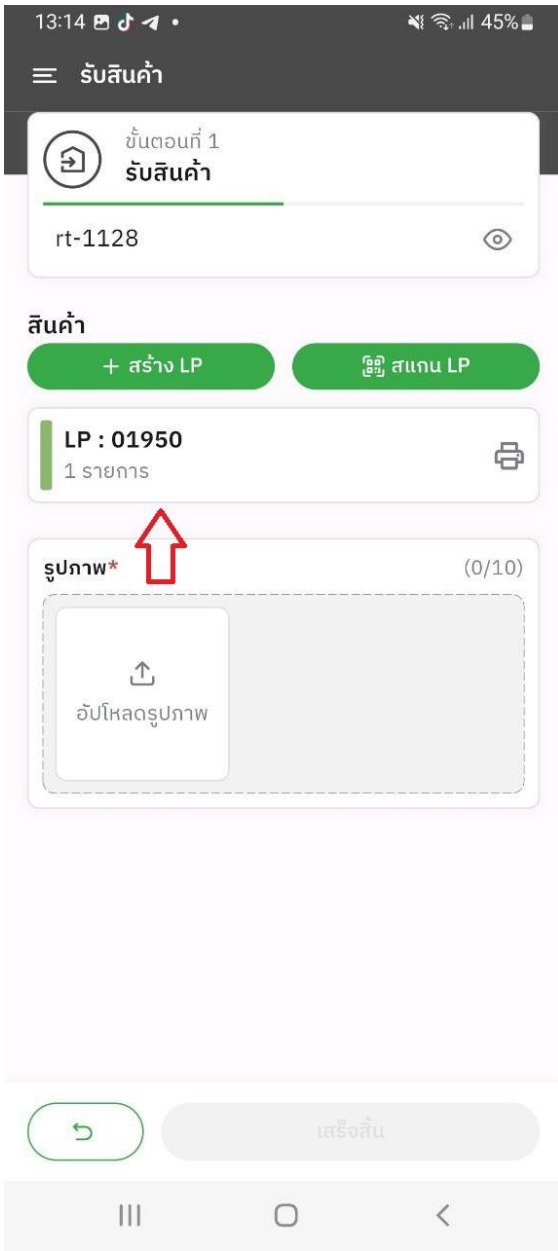 13:14 45%
รับสินค้า
ขั้นตอนที่ 1
รับสินค้า
rt-1128
สินค้า
+ สร้าง LP
สแกน LP
LP : 01950
1 รายการ
รูปภาพ* (0/10)
อัปโหลดรูปภาพ
เสร็จสิ้น